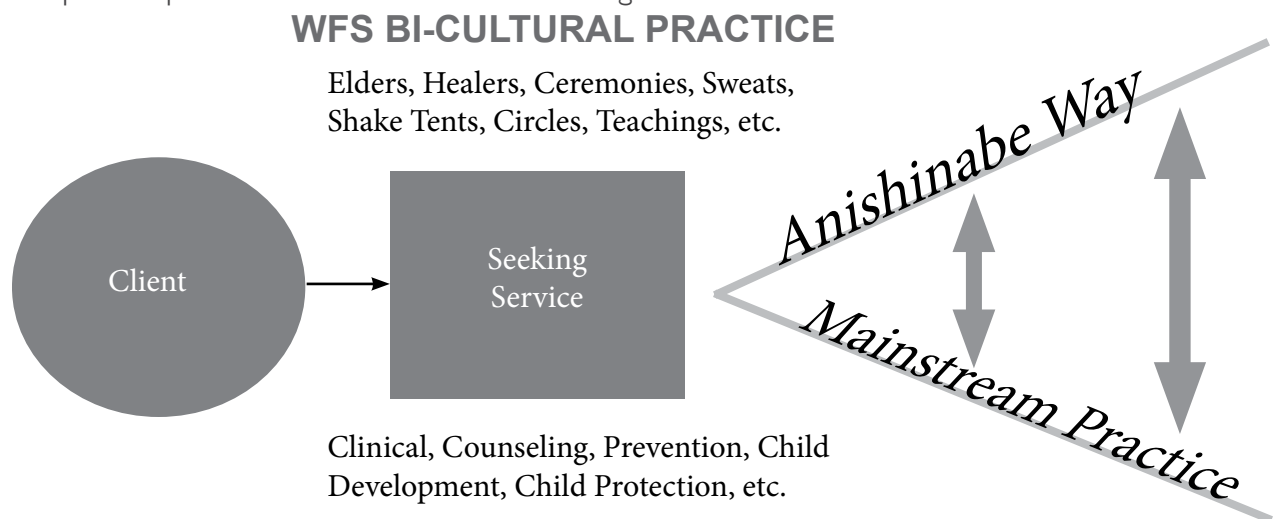 WFS BI-CULTURAL PRACTICE
Elders, Healers, Ceremonies, Sweats,
Shake Tents, Circles, Teachings, etc.
Anishinabe Way
Client
Seeking
Service
Mainstream Practice
Clinical, Counseling, Prevention, Child
Development, Child Protection, etc.